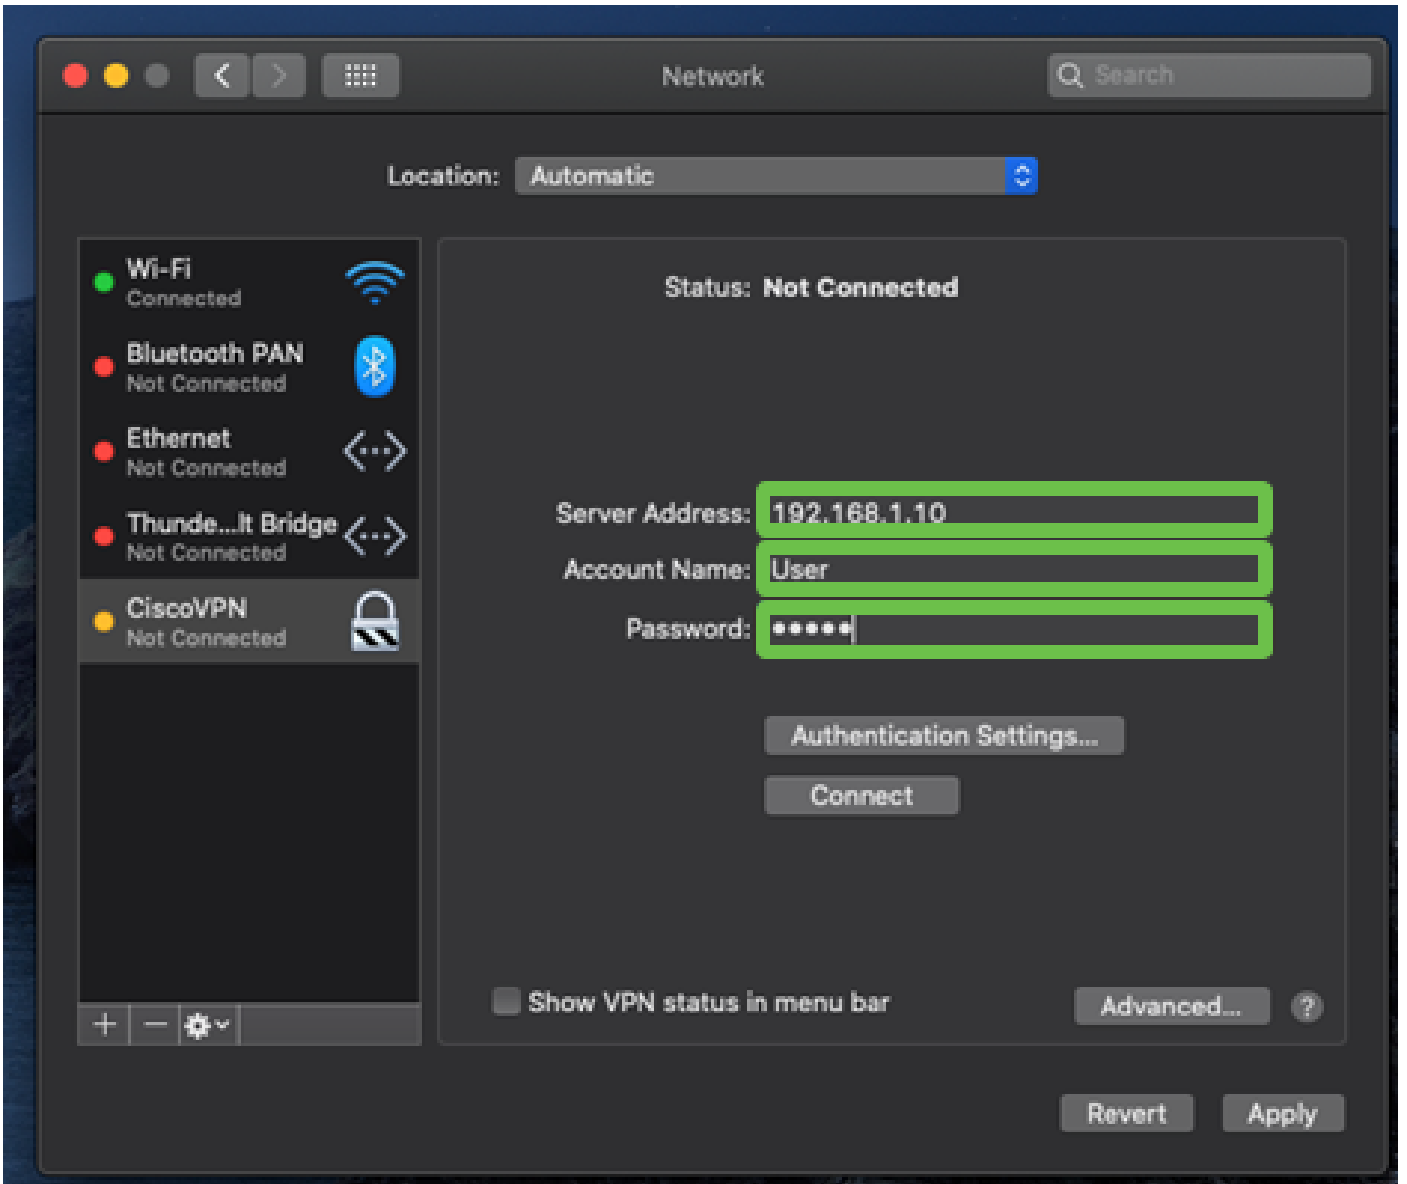 Network
Search
Location: Automatic
Wi-Fi
Connected
Bluetooth PAN
Not Connected
Ethernet
Not Connected
Thunde...lt Bridge
Not Connected
CiscoVPN
Not Connected
Status: Not Connected
Server Address: 192.168.1.10
Account Name: User
Password: •••••
Authentication Settings...
Connect
Show VPN status in menu bar
Advanced... ?
Revert Apply